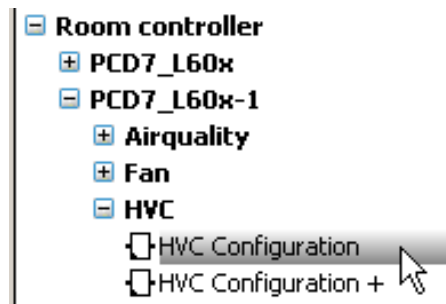 Room controller
PCD7_L60x
PCD7_L60x-1
Airquality
Fan
HVC
HVC Configuration
HVC Configuration +